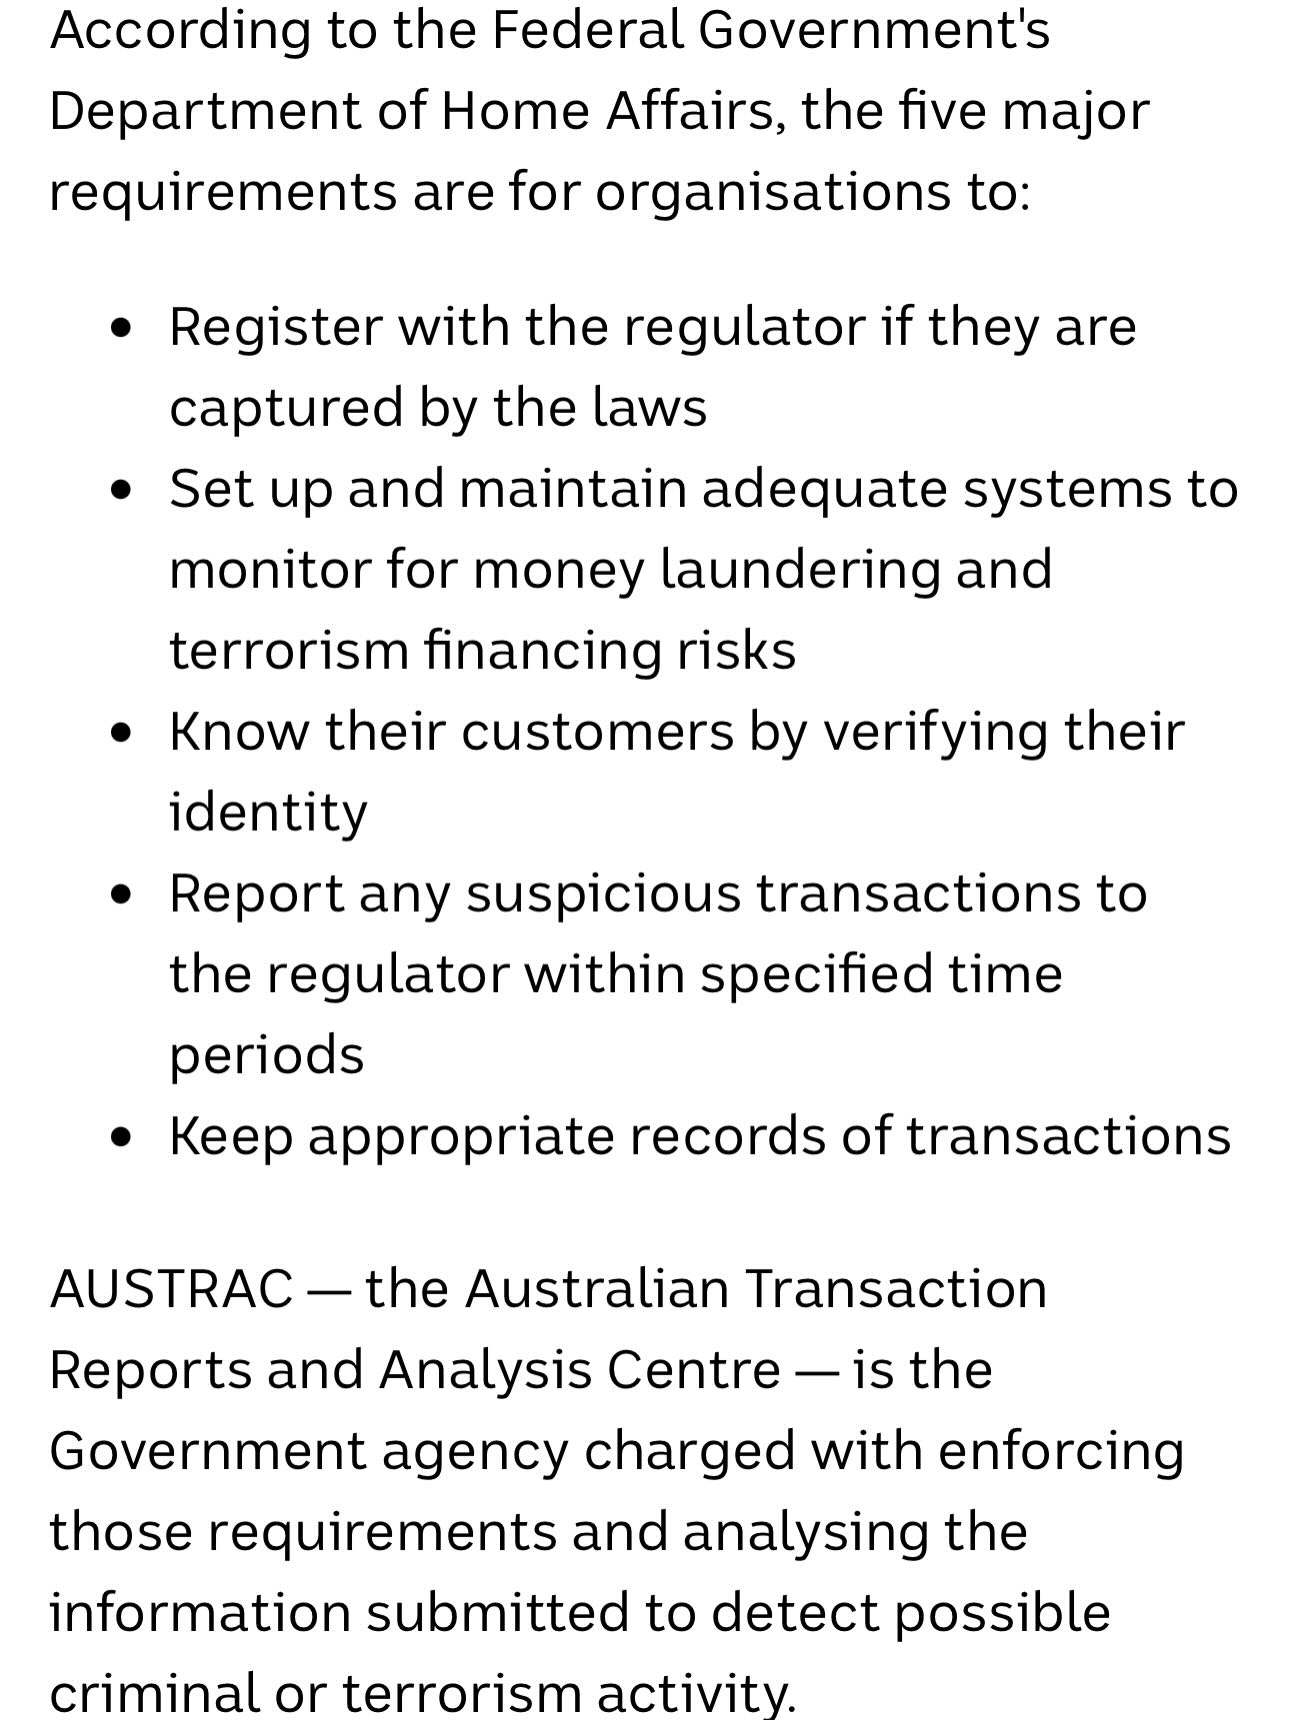 According to the Federal Government's
Department of Home Affairs, the five major
requirements are for organisations to:
• Register with the regulator if they are
captured by the laws
• Set up and maintain adequate systems to
monitor for money laundering and
terrorism financing risks
• Know their customers by verifying their
identity
• Report any suspicious transactions to
the regulator within specified time
periods
• Keep appropriate records of transactions
AUSTRAC — the Australian Transaction
Reports and Analysis Centre — is the
Government agency charged with enforcing
those requirements and analysing the
information submitted to detect possible
criminal or terrorism activity.